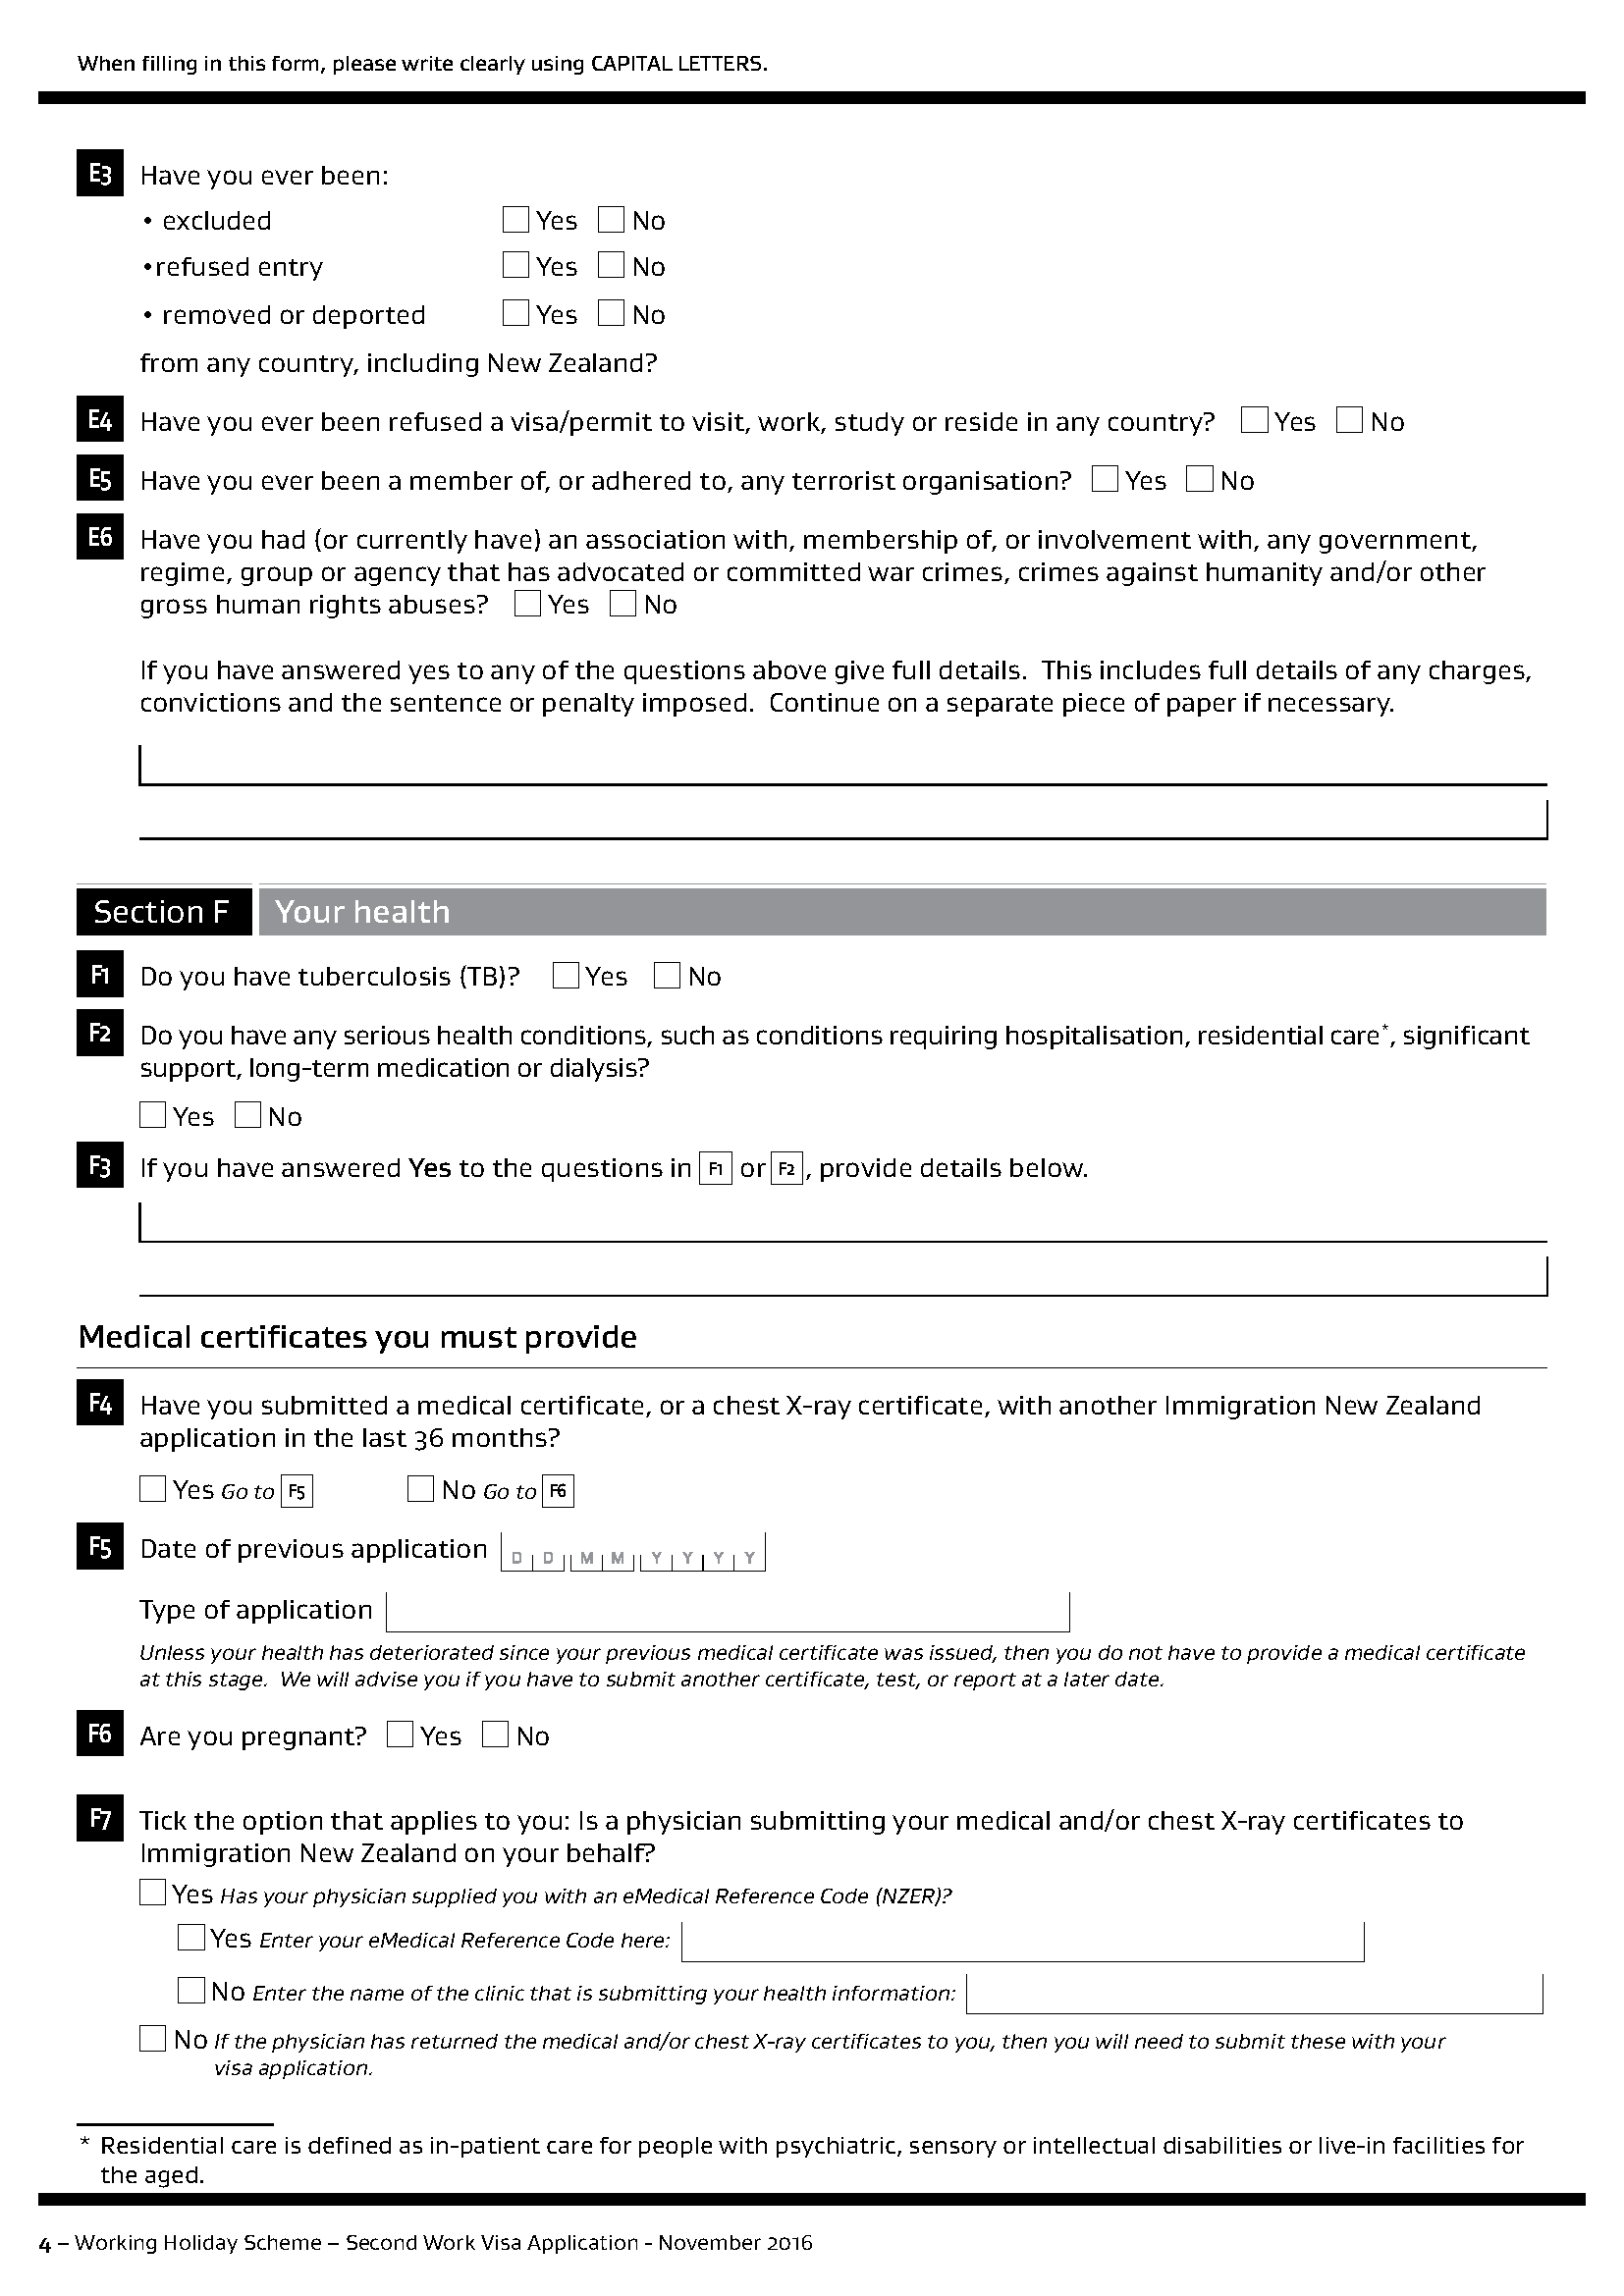 When filling in this form, please write clearly using CAPITAL LETTERS.
E3 Have you ever been:
• excluded Yes No
•refused entry Yes No
• removed or deported Yes No
from any country, including New Zealand?
E4 Have you ever been refused a visa/permit to visit, work, study or reside in any country? Yes No
E5 Have you ever been a member of, or adhered to, any terrorist organisation? Yes No
E6 Have you had (or currently have) an association with, membership of, or involvement with, any government,
regime, group or agency that has advocated or committed war crimes, crimes against humanity and/or other
gross human rights abuses? Yes No
If you have answered yes to any of the questions above give full details. This includes full details of any charges,
convictions and the sentence or penalty imposed. Continue on a separate piece of paper if necessary.
Section F Your health
F1 Do you have tuberculosis (TB)? Yes No
F2 Do you have any serious health conditions, such as conditions requiring hospitalisation, residential care*, significant
support, long-term medication or dialysis?
Yes No
F3 If you have answered Yes to the questions in F1 or F2, provide details below.
Medical certificates you must provide
F4 Have you submitted a medical certificate, or a chest X-ray certificate, with another Immigration New Zealand
application in the last 36 months?
Yes Go to F5 No Go to F6
F5 Date of previous application D D M M Y Y Y Y
Type of application
Unless your health has deteriorated since your previous medical certificate was issued, then you do not have to provide a medical certificate
at this stage. We will advise you if you have to submit another certificate, test, or report at a later date.
F6 Are you pregnant? Yes No
F7 Tick the option that applies to you: Is a physician submitting your medical and/or chest X-ray certificates to
Immigration New Zealand on your behalf?
Yes Has your physician supplied you with an eMedical Reference Code (NZER)?
Yes Enter your eMedical Reference Code here:
No Enter the name of the clinic that is submitting your health information:
No If the physician has returned the medical and/or chest X-ray certificates to you, then you will need to submit these with your
visa application.
* Residential care is defined as in-patient care for people with psychiatric, sensory or intellectual disabilities or live-in facilities for
the aged.
4 – Working Holiday Scheme – Second Work Visa Application - November 2016